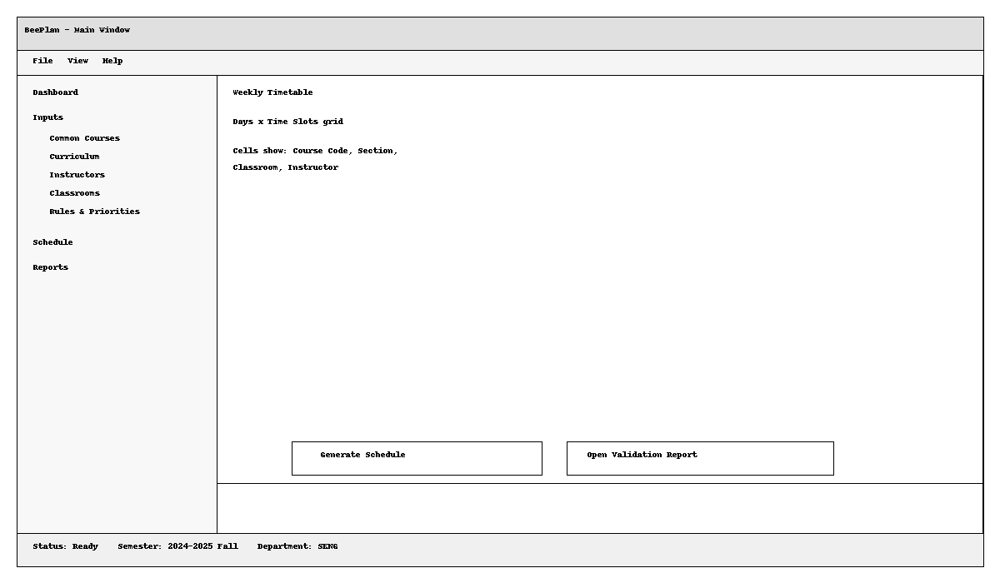 BeePlan - Main Window
File View Help
Dashboard
Inputs
Common Courses
Curriculum
Instructors
Classrooms
Rules & Priorities
Schedule
Reports
Weekly Timetable
Days x Time Slots grid
Cells show: Course Code, Section,
Classroom, Instructor
Generate Schedule
Open Validation Report
Status: Ready Semester: 2024-2025 Fall Department: SENG